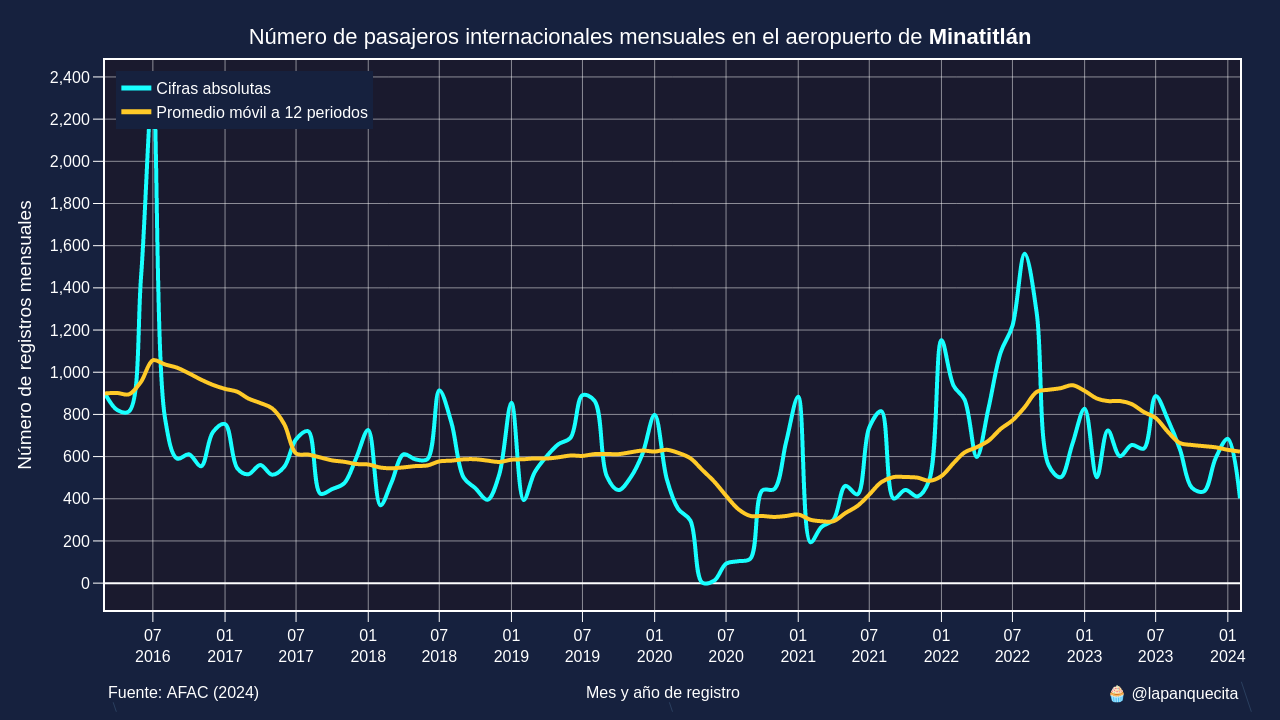 Número de pasajeros internacionales mensuales en el aeropuerto de Minatitlán
Cifras absolutas
Promedio móvil a 12 periodos
Número de registros mensuales
2,400
2,200
2,000
1,800
1,600
1,400
1,200
1,000
800
600
400
200
0
07 01 07 01 07 01 07 01 07 01 07 01 07 01 07 01
2016 2017 2017 2018 2018 2019 2019 2020 2020 2021 2021 2022 2022 2023 2023 2024
Fuente: AFAC (2024)
Mes y año de registro
🧁 @lapanquecita